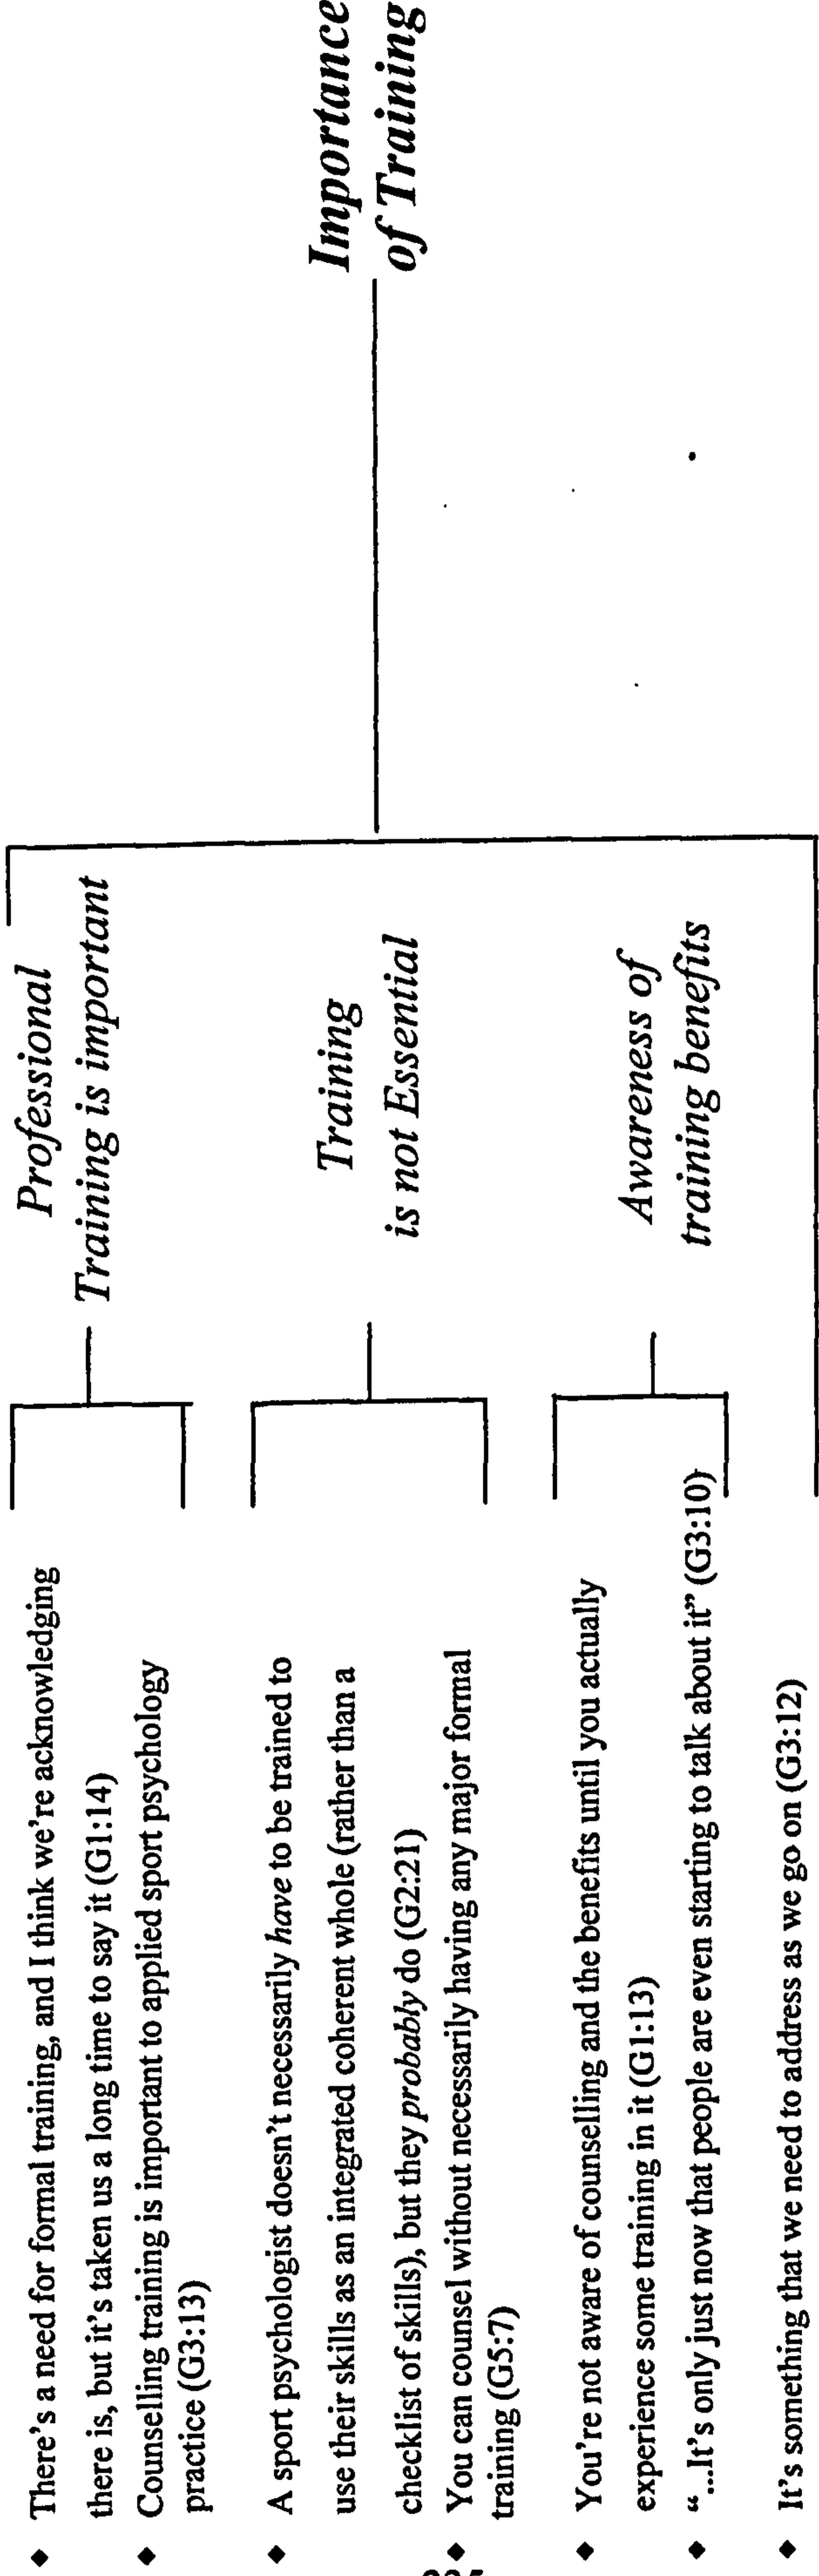 ◆ There's a need for formal training, and I think we're acknowledging
there is, but it's taken us a long time to say it (G1:14)
◆ Counselling training is important to applied sport psychology
practice (G3:13)
Professional
Training is important
◆ A sport psychologist doesn't necessarily have to be trained to
use their skills as an integrated coherent whole (rather than a
checklist of skills), but they probably do (G2:21)
◆ You can counsel without necessarily having any major formal
training (G5:7)
Training
is not Essential
◆ You're not aware of counselling and the benefits until you actually
experience some training in it (G1:13)
◆ “...It's only just now that people are even starting to talk about it” (G3:10)
Awareness of
training benefits
◆ It's something that we need to address as we go on (G3:12)
Importance
of Training